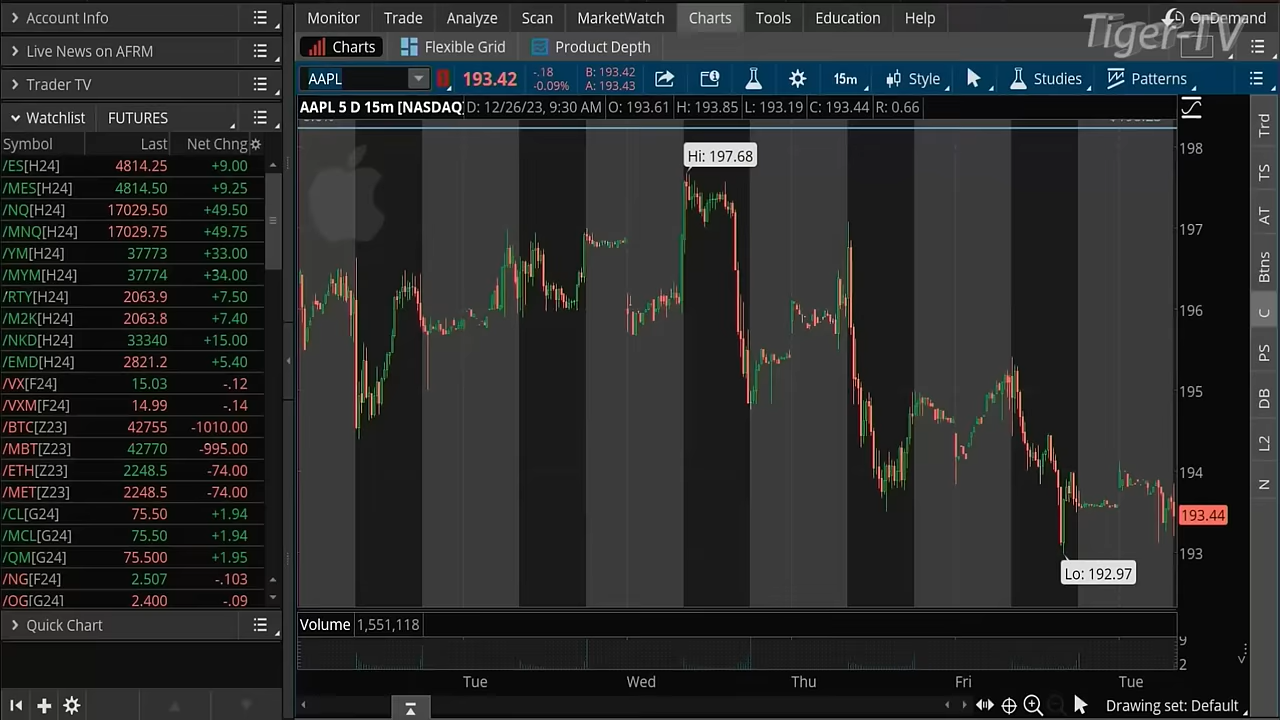 Account Info
Monitor Trade Analyze Scan MarketWatch Charts Tools Education Help OnDemand
Tiger-TV
Live News on AFRM
Charts Flexible Grid Product Depth
Trader TV
AAPL 193.42 -.18 -0.09% B: 193.42 A: 193.43 15m Style Studies Patterns
Watchlist FUTURES
AAPL 5 D 15m [NASDAQ] D: 12/26/23, 9:30 AM O: 193.61 H: 193.85 L: 193.19 C: 193.44 R: 0.66
Symbol Last Net Chng
/ES[H24] 4814.25 +9.00
/MES[H24] 4814.50 +9.25
/NQ[H24] 17029.50 +49.50
/MNQ[H24] 17029.75 +49.75
/YM[H24] 37773 +33.00
/MYM[H24] 37774 +34.00
/RTY[H24] 2063.9 +7.50
/M2K[H24] 2063.8 +7.40
/NKD[H24] 33340 +15.00
/EMD[H24] 2821.2 +5.40
/VX[F24] 15.03 -.12
/VXM[F24] 14.99 -.14
/BTC[Z23] 42755 -1010.00
/MBT[Z23] 42770 -995.00
/ETH[Z23] 2248.5 -74.00
/MET[Z23] 2248.5 -74.00
/CL[G24] 75.50 +1.94
/MCL[G24] 75.50 +1.94
/QM[G24] 75.500 +1.95
/NG[F24] 2.507 -.103
/OG[G24] 2.400 -.09
Quick Chart
Hi: 197.68
Lo: 192.97
198
197
196
195
194
193.44
193
Trd
TS
AT
Btns
C
PS
DB
L2
N
Volume 1,551,118
9
2
Tue Wed Thu Fri Tue
Drawing set: Default